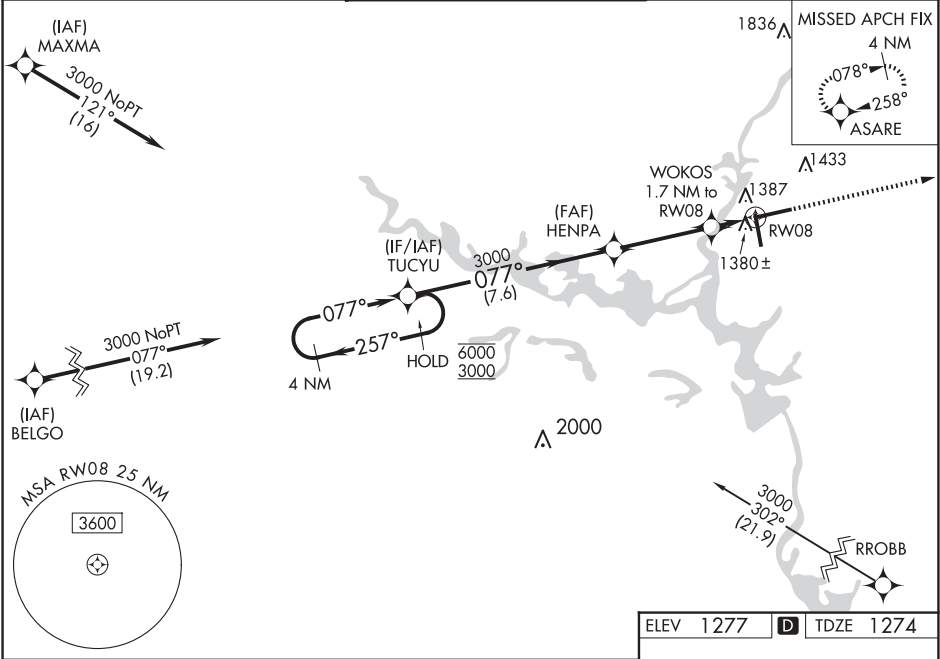 (IAF)
MAXMA
3000 NoPT
121°
(16)
1836
MISSED APCH FIX
4 NM
078°
258°
ASARE
1433
WOKOS
1.7 NM to
RW08
1387
RW08
1380±
(FAF)
HENPA
(IF/IAF)
TUCYU
3000
077°
(7.6)
077°
257°
HOLD
6000
3000
4 NM
3000 NoPT
077°
(19.2)
(IAF)
BELGO
2000
MSA RW08 25 NM
3600
3000
302°
(21.9)
RROBB
ELEV 1277 D TDZE 1274